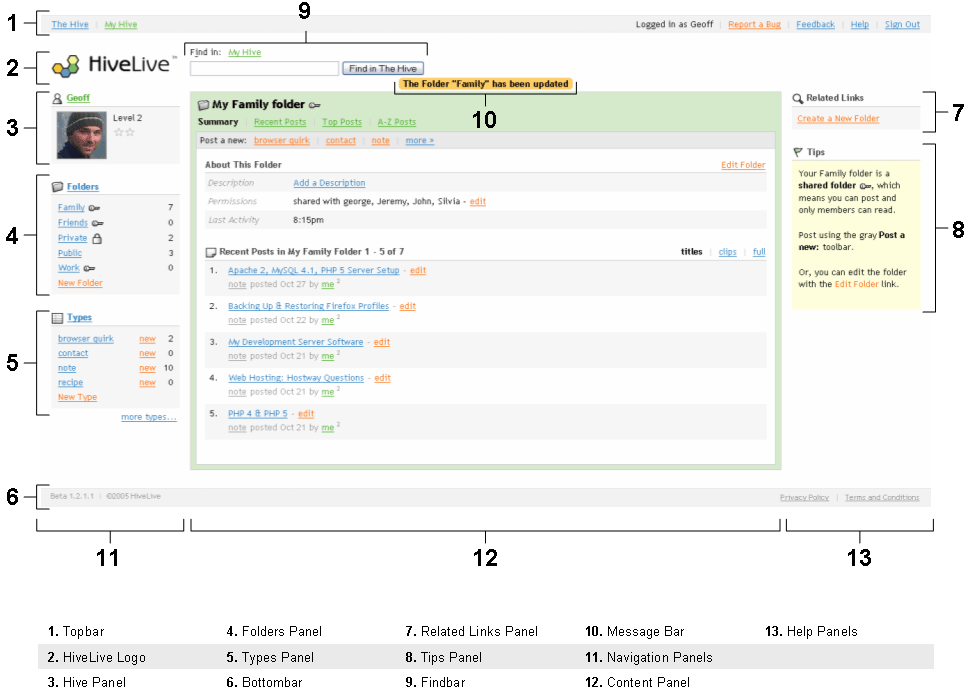 9
1 The Hive | My Hive Logged in as Geoff | Report a Bug | Feedback | Help | Sign Out
Find in: My Hive
2 HiveLive™ Find in The Hive
The Folder "Family" has been updated
10
3
Geoff
Level 2
4
Folders
Family 7
Friends 0
Private 2
Public 3
Work 0
New Folder
5
Types
browser quirk new 2
contact new 0
note new 10
recipe new 0
New Type
more types...
My Family folder
Summary | Recent Posts | Top Posts | A-Z Posts
Post a new: browser quirk | contact | note | more »
About This Folder Edit Folder
Description Add a Description
Permissions shared with george, Jeremy, John, Silvia - edit
Last Activity 8:15pm
Recent Posts in My Family Folder 1 - 5 of 7 titles | clips | full
1. Apache 2, MySQL 4.1, PHP 5 Server Setup - edit
note posted Oct 27 by me 2
2. Backing Up & Restoring Firefox Profiles - edit
note posted Oct 22 by me 2
3. My Development Server Software - edit
note posted Oct 21 by me 2
4. Web Hosting: Hostway Questions - edit
note posted Oct 21 by me 2
5. PHP 4 & PHP 5 - edit
note posted Oct 21 by me 2
Related Links
Create a New Folder
7
Tips
Your Family folder is a
shared folder , which
means you can post and
only members can read.
Post using the gray Post a
new: toolbar.
Or, you can edit the folder
with the Edit Folder link.
8
6 Beta 1.2.1.1 | ©2005 HiveLive Privacy Policy | Terms and Conditions
11 12 13
1. Topbar 4. Folders Panel 7. Related Links Panel 10. Message Bar 13. Help Panels
2. HiveLive Logo 5. Types Panel 8. Tips Panel 11. Navigation Panels
3. Hive Panel 6. Bottombar 9. Findbar 12. Content Panel